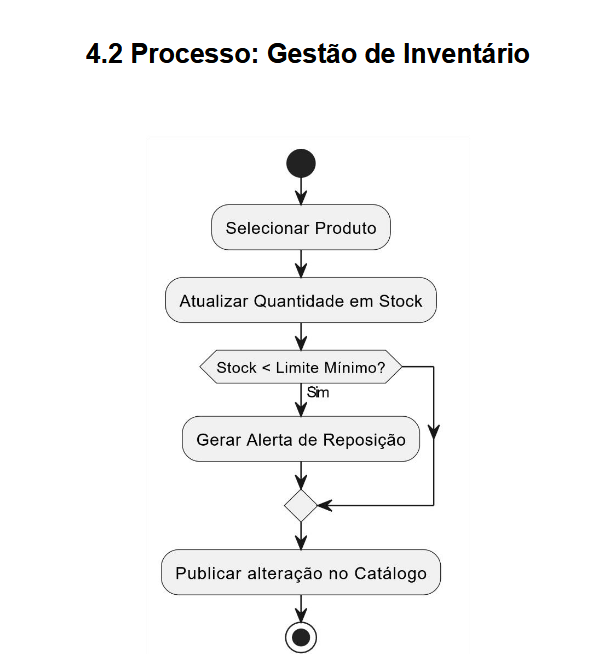 4.2 Processo: Gestão de Inventário
Selecionar Produto
Atualizar Quantidade em Stock
Stock < Limite Mínimo?
Sim
Gerar Alerta de Reposição
Publicar alteração no Catálogo